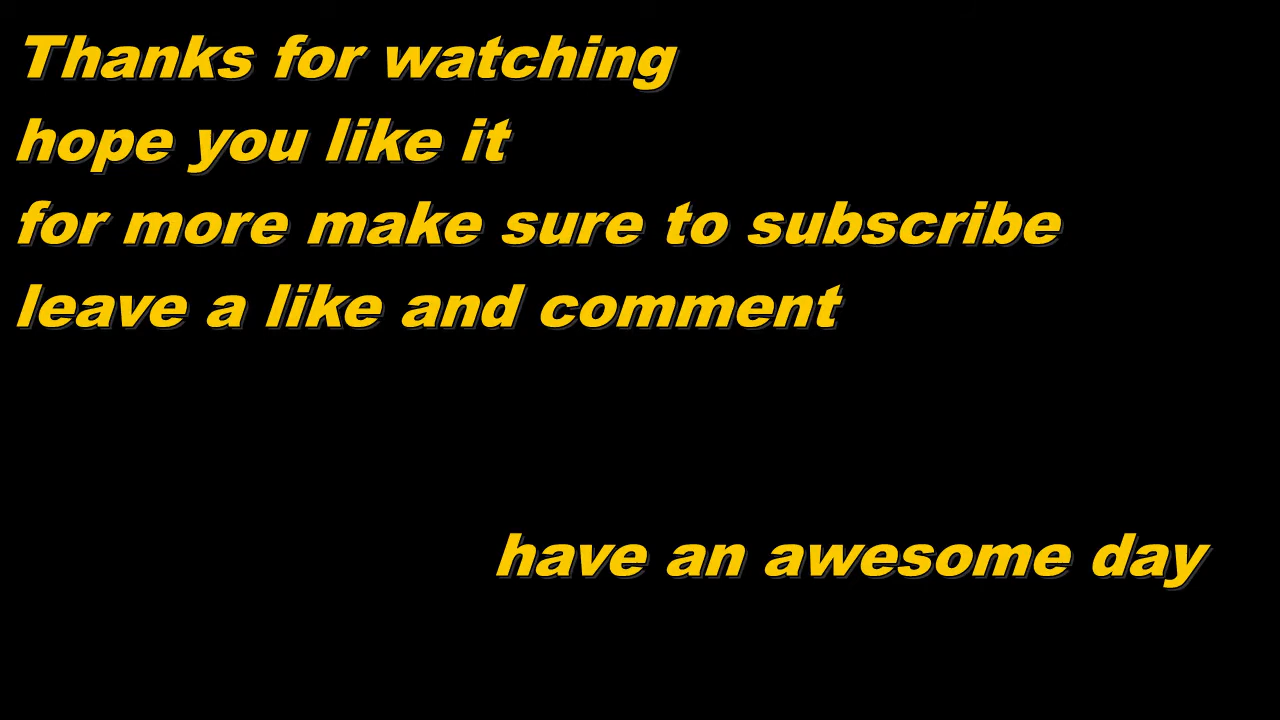 Thanks for watching
hope you like it
for more make sure to subscribe
leave a like and comment
have an awesome day